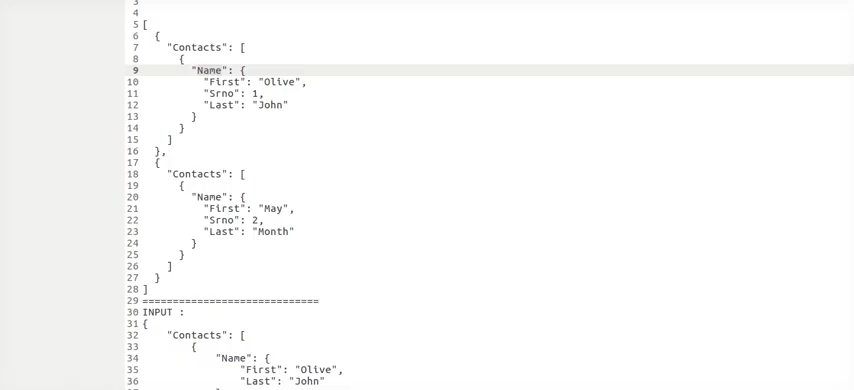 3
4
5 [
6   {
7     "Contacts": [
8       {
9         "Name": {
10           "First": "Olive",
11           "Srno": 1,
12           "Last": "John"
13         }
14       }
15     ]
16   },
17   {
18     "Contacts": [
19       {
20         "Name": {
21           "First": "May",
22           "Srno": 2,
23           "Last": "Month"
24         }
25       }
26     ]
27   }
28 ]
29 =============================
30 INPUT :
31 {
32     "Contacts": [
33         {
34             "Name": {
35                 "First": "Olive",
36                 "Last": "John"